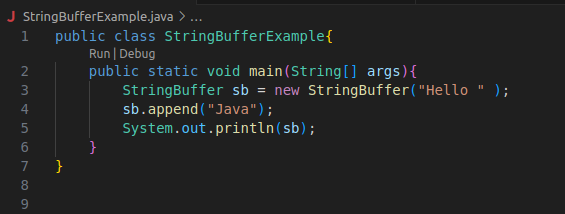 J StringBufferExample.java > ...
1 public class StringBufferExample{
Run | Debug
2     public static void main(String[] args){
3         StringBuffer sb = new StringBuffer("Hello " );
4         sb.append("Java");
5         System.out.println(sb);
6     }
7 }
8
9